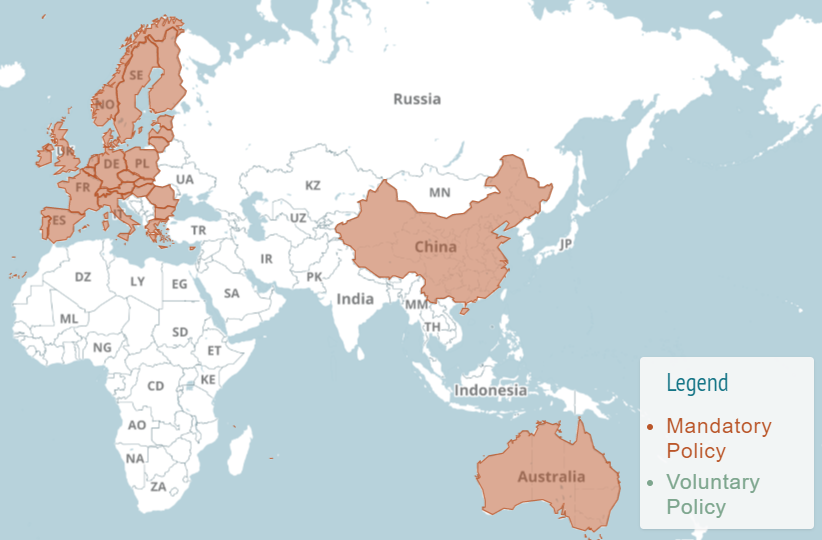 SE
NO
Russia
UK
DE
PL
UA
FR
KZ
MN
ES
IT
UZ
TR
China
JP
IR
DZ
LY
EG
PK
SA
India
MM
ML
SD
TH
NG
ET
CD
KE
Indonesia
AO
NA
ZA
Australia
Legend
Mandatory
Policy
Voluntary
Policy